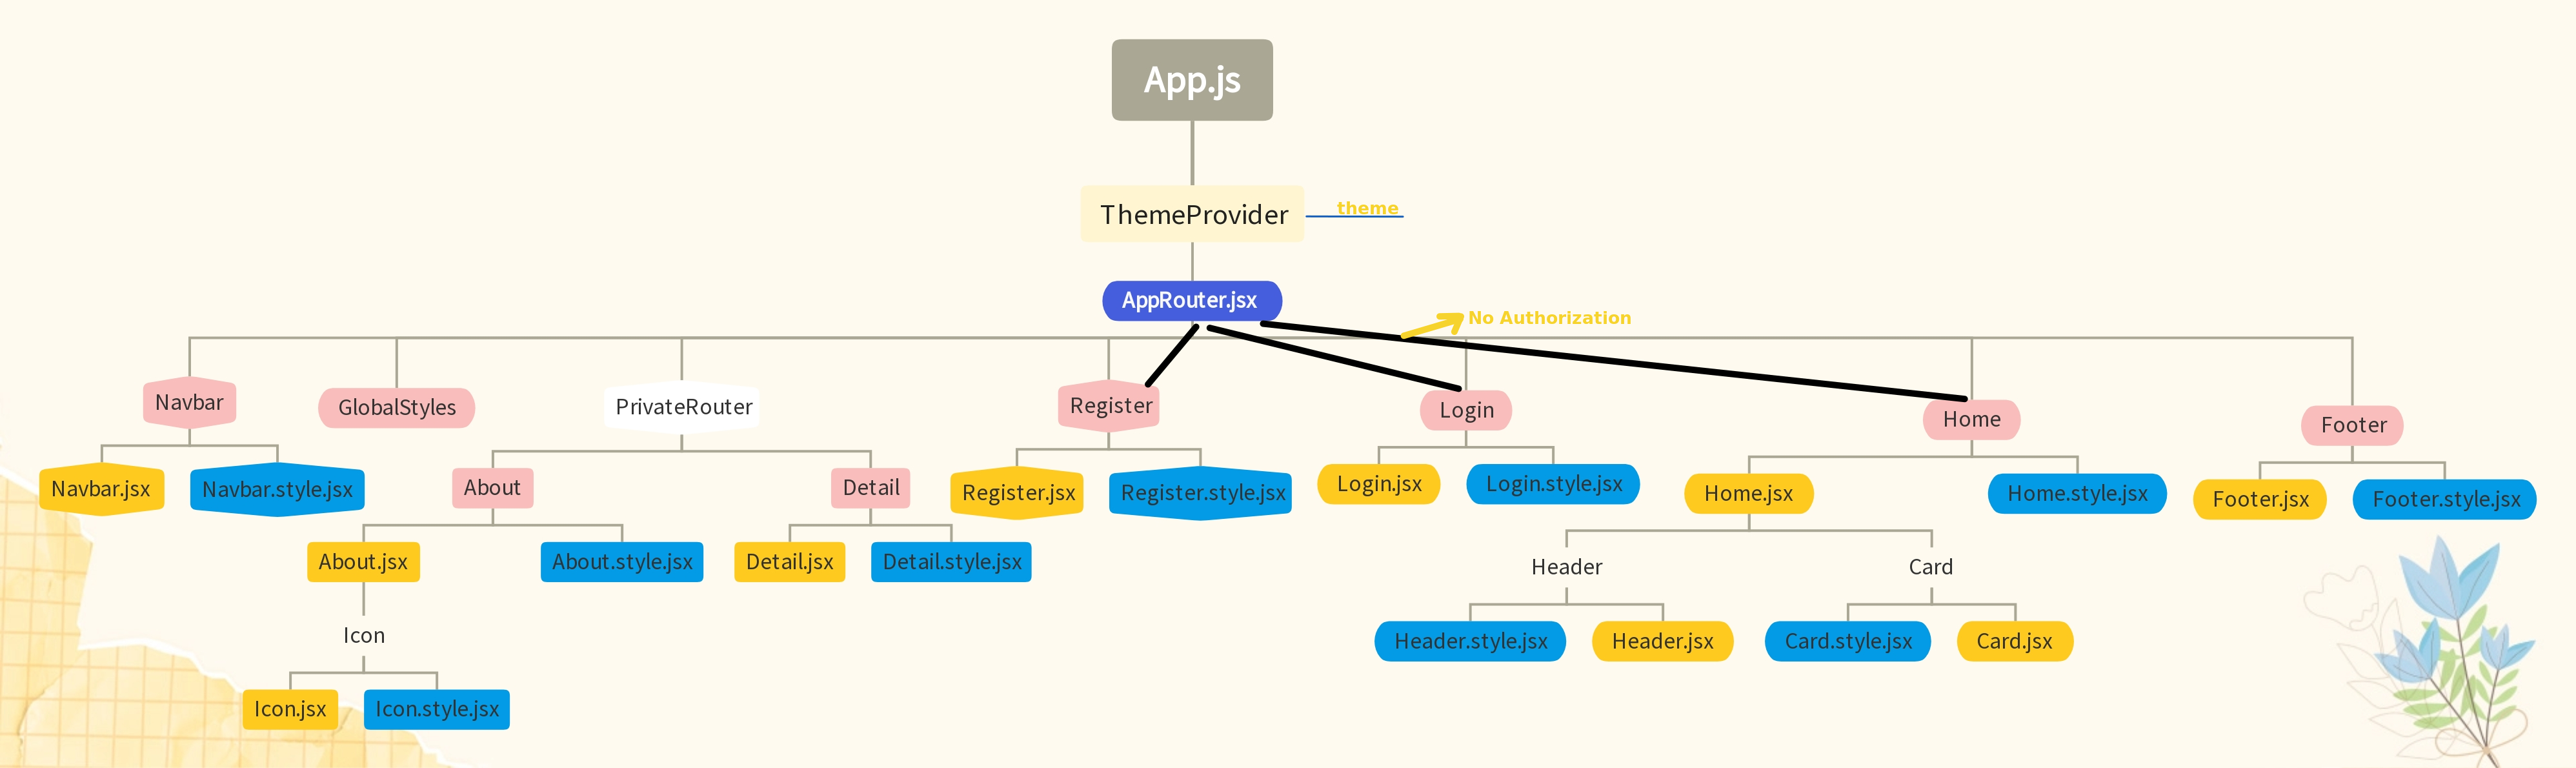 App.js
ThemeProvider
theme
AppRouter.jsx
No Authorization
Navbar
GlobalStyles
PrivateRouter
Register
Login
Home
Footer
Navbar.jsx
Navbar.style.jsx
About
Detail
Register.jsx
Register.style.jsx
Login.jsx
Login.style.jsx
Home.jsx
Home.style.jsx
Footer.jsx
Footer.style.jsx
About.jsx
About.style.jsx
Detail.jsx
Detail.style.jsx
Header
Card
Icon
Header.style.jsx
Header.jsx
Card.style.jsx
Card.jsx
Icon.jsx
Icon.style.jsx